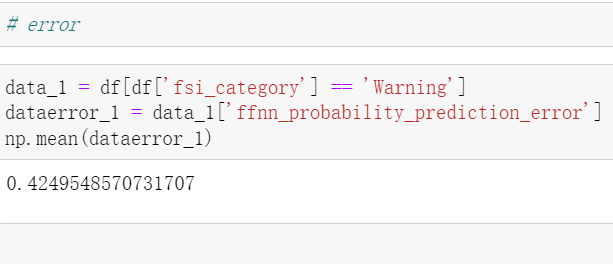 # error
data_1 = df[df['fsi_category'] == 'Warning']
dataerror_1 = data_1['ffnn_probability_prediction_error']
np.mean(dataerror_1)
0.4249548570731707